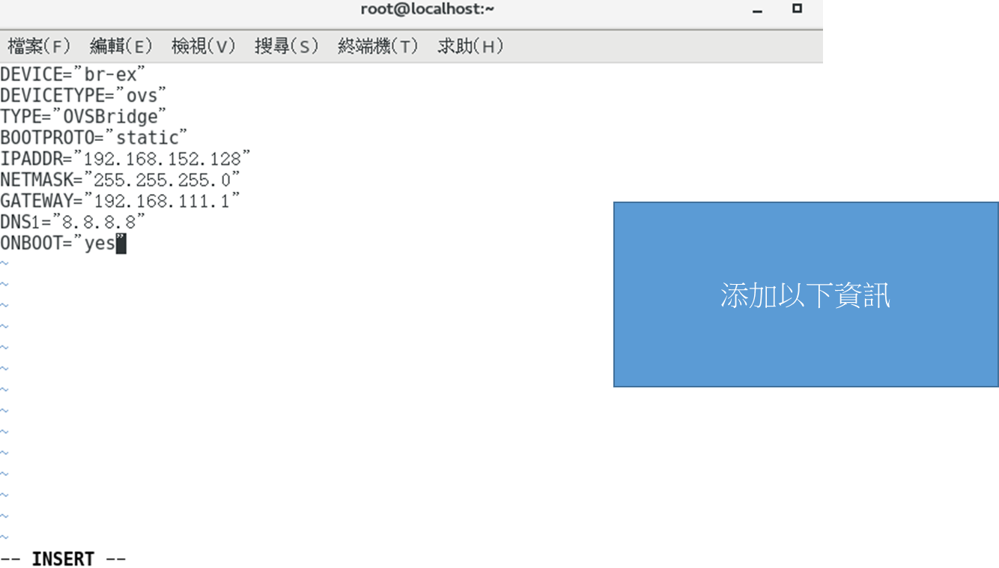 root@localhost:~
檔案(F) 編輯(E) 檢視(V) 搜尋(S) 終端機(T) 求助(H)
DEVICE=”br-ex”
DEVICETYPE=”ovs”
TYPE=”OVSBridge”
BOOTPROTO=”static”
IPADDR=”192.168.152.128”
NETMASK=”255.255.255.0”
GATEWAY=”192.168.111.1”
DNS1=”8.8.8.8”
ONBOOT=”yes”
~
~
~
~
~
~
~
~
~
~
~
~
~
~
-- INSERT --
添加以下資訊